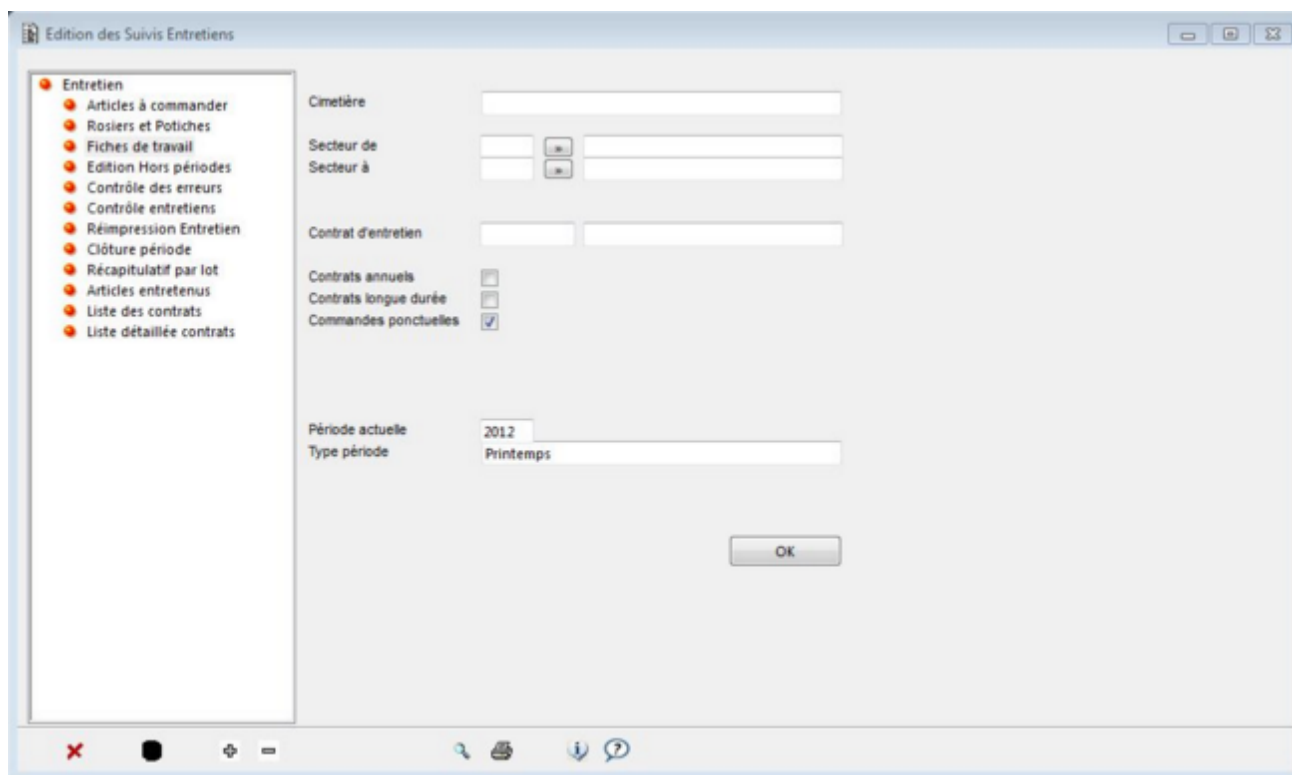 Edition des Suivis Entretiens
Entretien
Articles à commander
Rosiers et Potiches
Fiches de travail
Edition Hors périodes
Contrôle des erreurs
Contrôle entretiens
Réimpression Entretien
Clôture période
Récapitulatif par lot
Articles entretenus
Liste des contrats
Liste détaillée contrats
Cimetière
Secteur de
Secteur à
Contrat d'entretien
Contrats annuels
Contrats longue durée
Commandes ponctuelles
Période actuelle 2012
Type période Printemps
OK